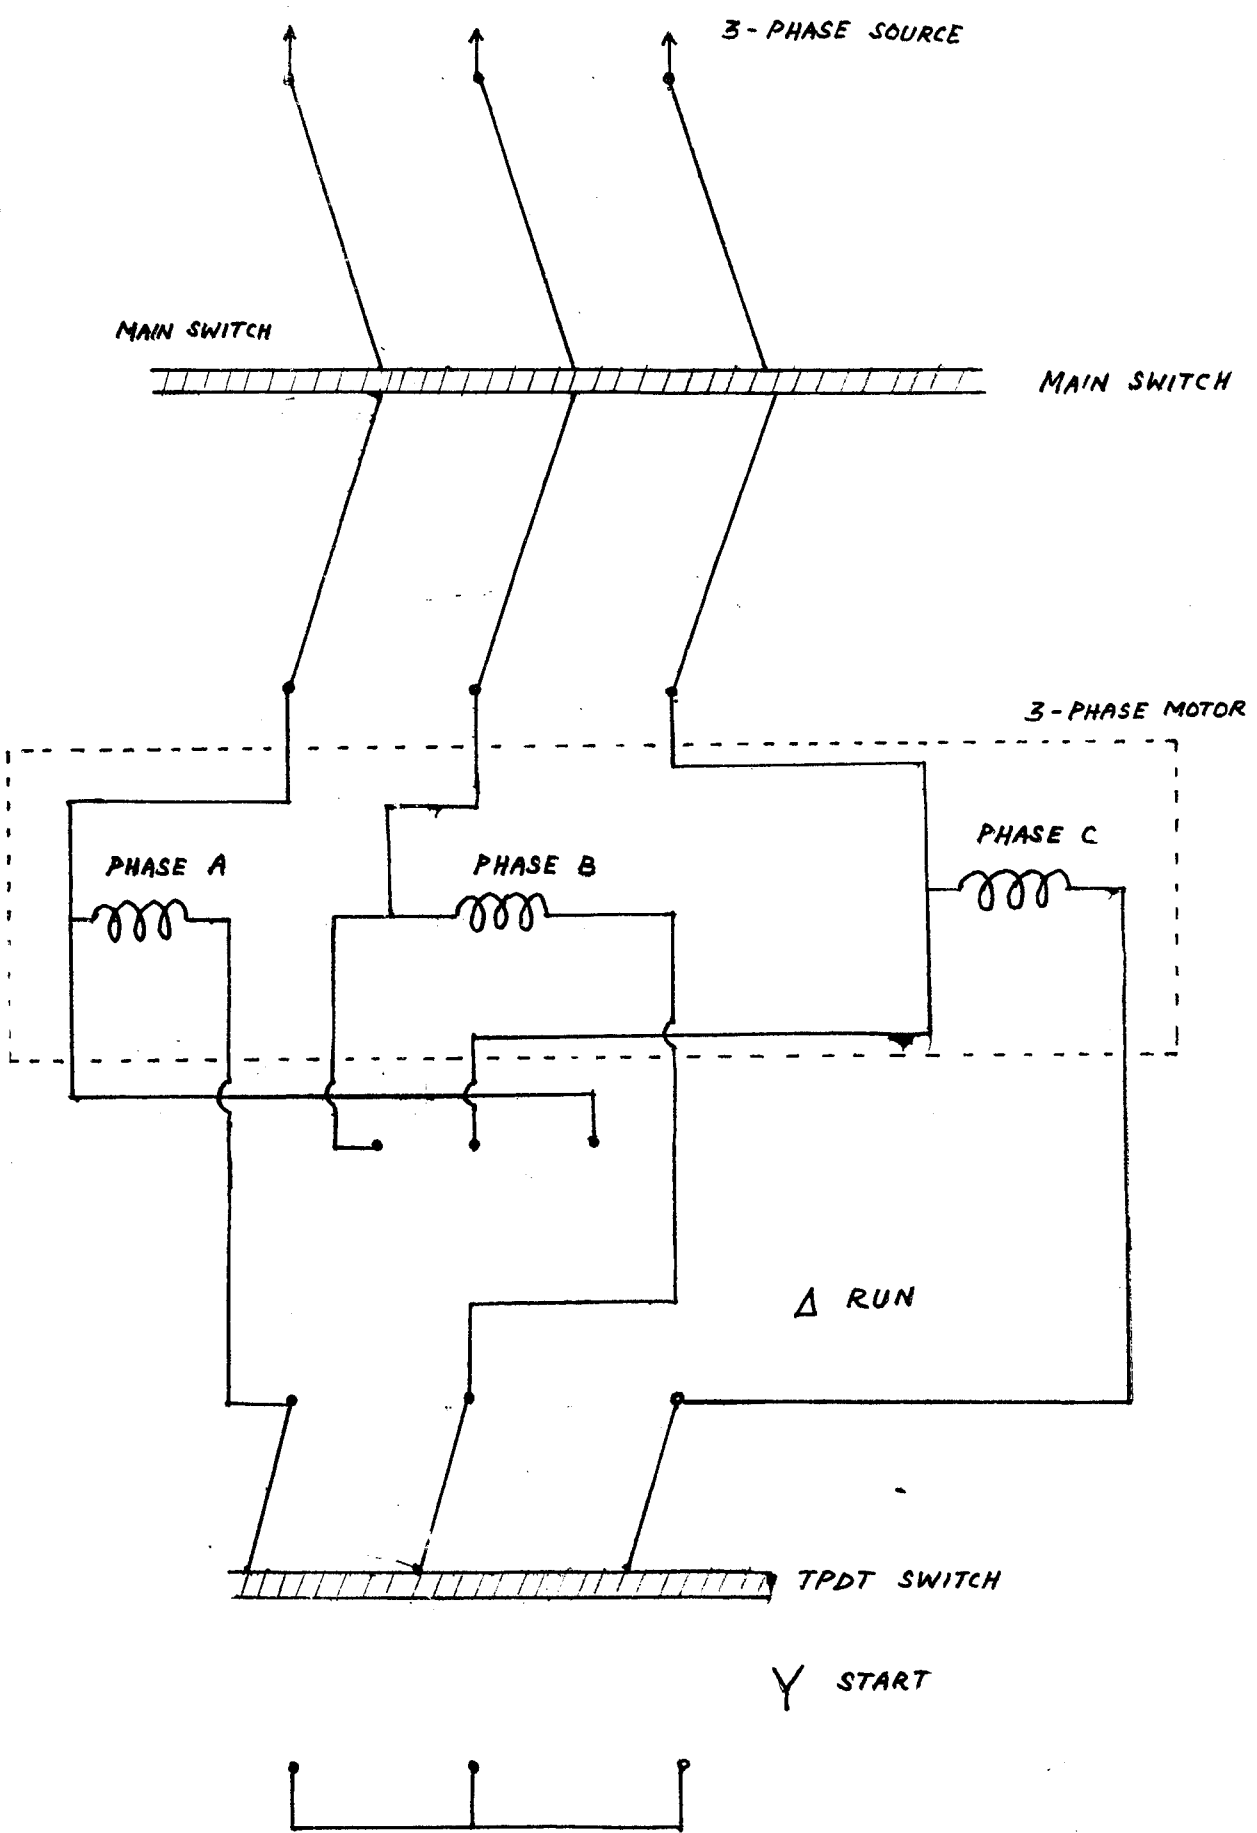 3-PHASE SOURCE
MAIN SWITCH
MAIN SWITCH
3-PHASE MOTOR
PHASE A
PHASE B
PHASE C
Δ RUN
TPDT SWITCH
Y START